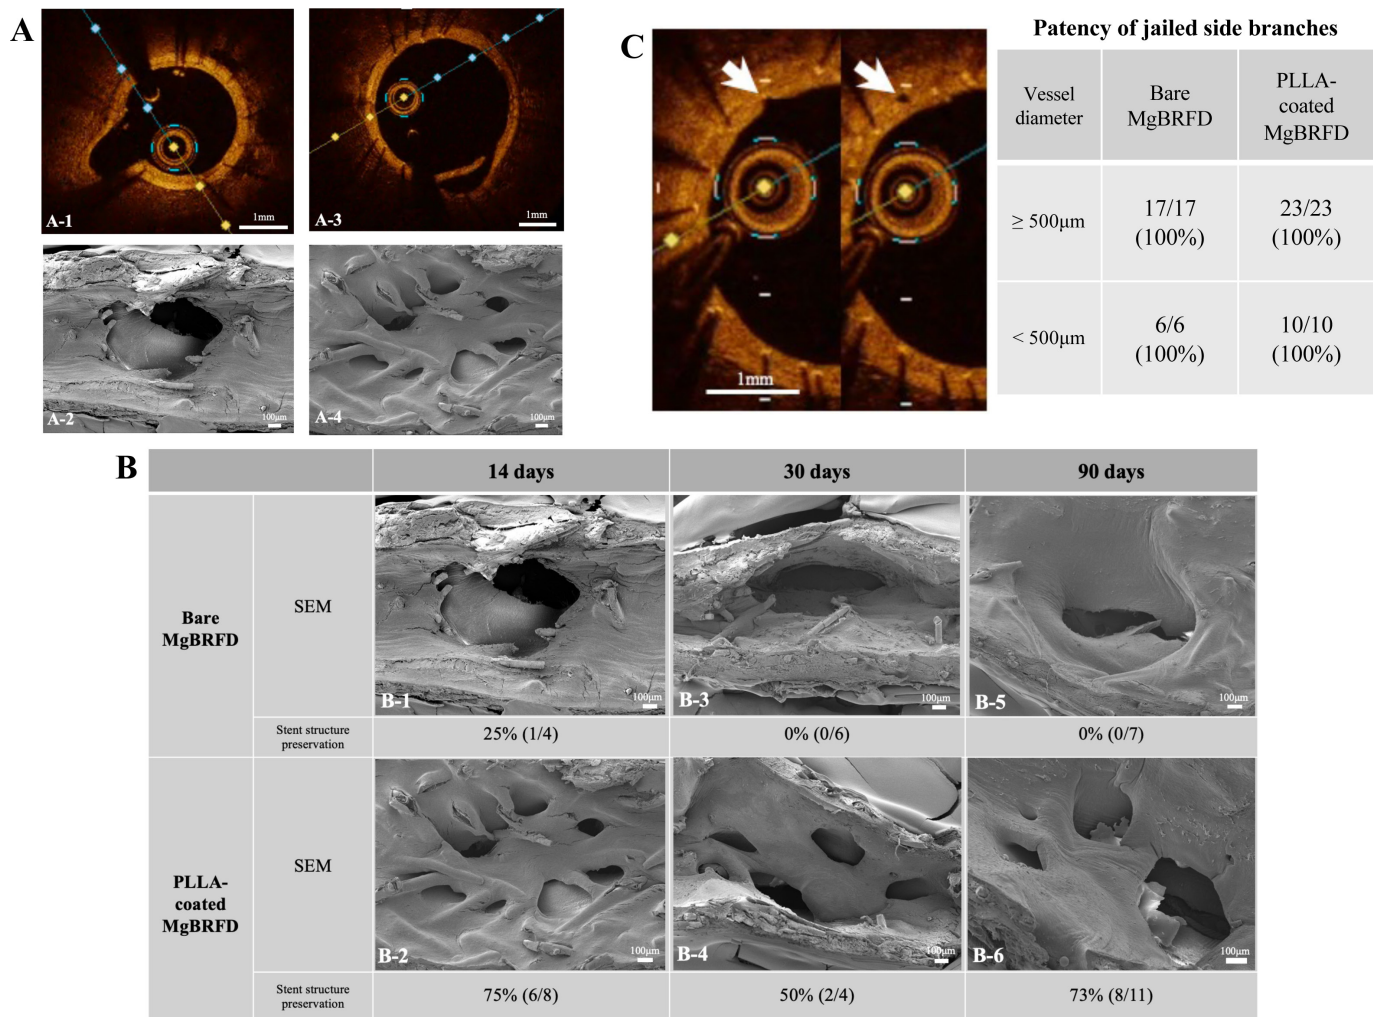 A
A-1
1mm
A-3
1mm
A-2
100μm
A-4
100μm
C
1mm
Patency of jailed side branches
Vessel
diameter
Bare
MgBRFD
PLLA-
coated
MgBRFD
≥ 500μm
17/17
(100%)
23/23
(100%)
< 500μm
6/6
(100%)
10/10
(100%)
B
14 days
30 days
90 days
Bare
MgBRFD
SEM
B-1
100μm
B-3
100μm
B-5
100μm
Stent structure
preservation
25% (1/4)
0% (0/6)
0% (0/7)
PLLA-
coated
MgBRFD
SEM
B-2
100μm
B-4
100μm
B-6
100μm
Stent structure
preservation
75% (6/8)
50% (2/4)
73% (8/11)